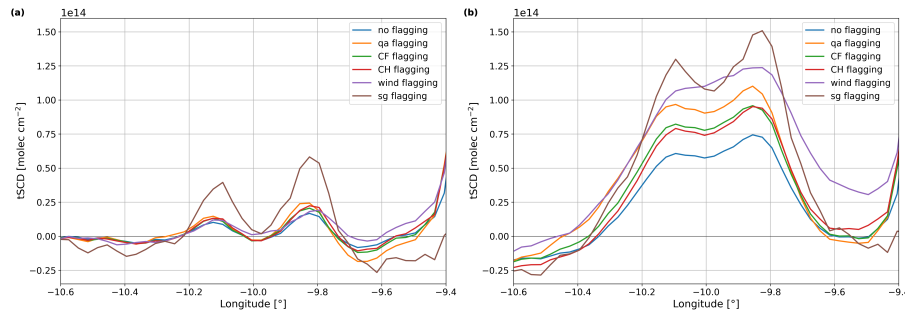 (a)
1e14
tSCD [molec cm−2]
1.50
1.25
1.00
0.75
0.50
0.25
0.00
−0.25
no flagging
qa flagging
CF flagging
CH flagging
wind flagging
sg flagging
−10.6
−10.4
−10.2
−10.0
−9.8
−9.6
−9.4
Longitude [°]
(b)
1e14
tSCD [molec cm−2]
1.50
1.25
1.00
0.75
0.50
0.25
0.00
−0.25
no flagging
qa flagging
CF flagging
CH flagging
wind flagging
sg flagging
−10.6
−10.4
−10.2
−10.0
−9.8
−9.6
−9.4
Longitude [°]